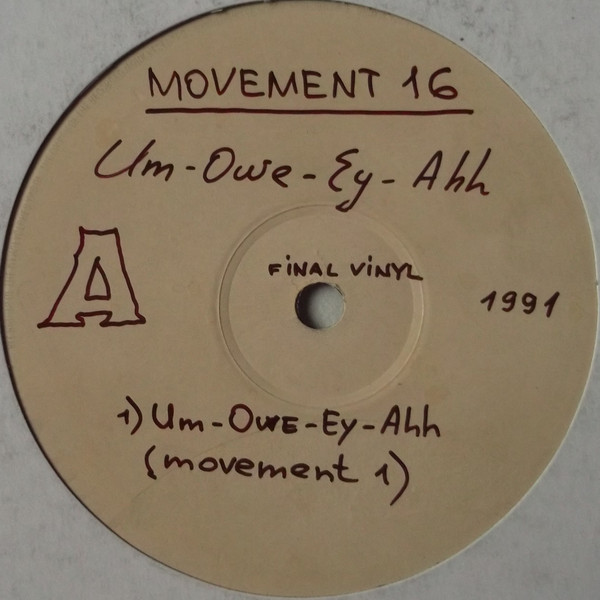 MOVEMENT 16
Um-Owe-Ey-Ahh
A
FiNAL ViNYL
1991
1) Um-OwE-Ey-Ahh
(movement 1)